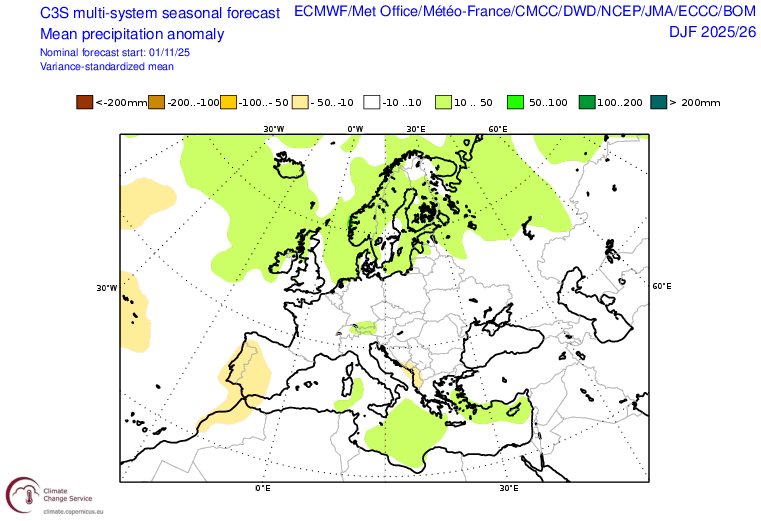 C3S multi-system seasonal forecast ECMWF/Met Office/Météo-France/CMCC/DWD/NCEP/JMA/ECCC/BOM
Mean precipitation anomaly DJF 2025/26
Nominal forecast start: 01/11/25
Variance-standardized mean
<-200mm -200..-100 -100..- 50 - 50..-10 -10 ..10 10 .. 50 50..100 100..200 > 200mm
30°W 0°W 30°E 60°E
30°W 60°E
0°E 30°E
Climate
Change Service
climate.copernicus.eu